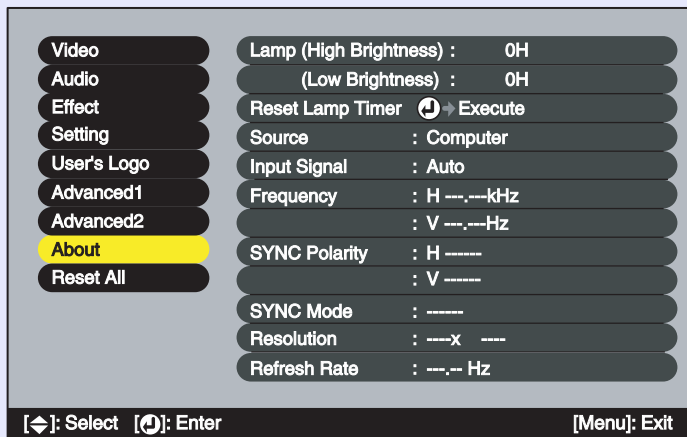 Video
Audio
Effect
Setting
User's Logo
Advanced1
Advanced2
About
Reset All
Lamp (High Brightness) : 0H
(Low Brightness) : 0H
Reset Lamp Timer Execute
Source : Computer
Input Signal : Auto
Frequency : H ---.---kHz
: V ---.---Hz
SYNC Polarity : H ------
: V ------
SYNC Mode : ------
Resolution : ----x ----
Refresh Rate : ---.-- Hz
[ ]: Select [ ]: Enter [Menu]: Exit